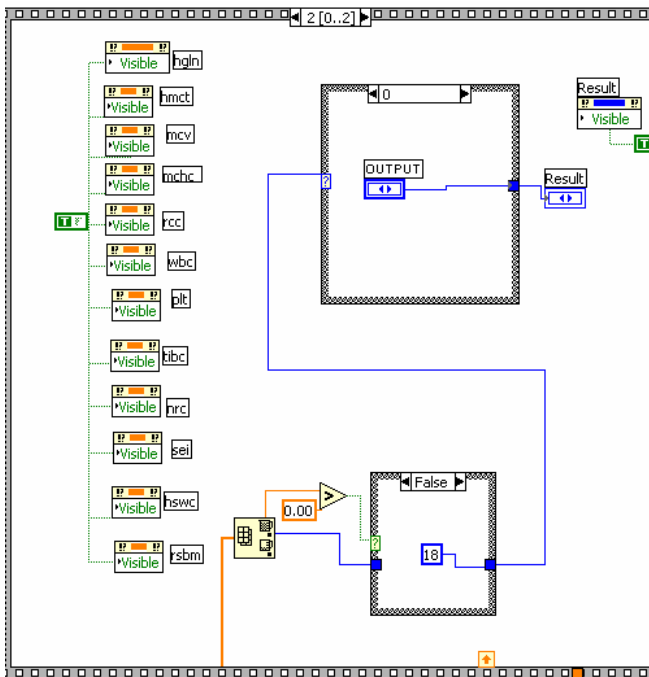 2 [0..2]
Visible hgln
Visible hmct
Visible mcv
Visible mchc
T F Visible rcc
Visible wbc
Visible plt
Visible tibc
Visible nrc
Visible sei
Visible hswc
Visible rsbm
0
?
OUTPUT
Result
Result
Visible
T
>
0.00
False
?
18